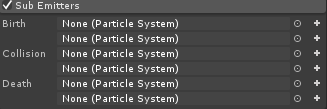 Sub Emitters
Birth None (Particle System)
None (Particle System)
Collision None (Particle System)
None (Particle System)
Death None (Particle System)
None (Particle System)